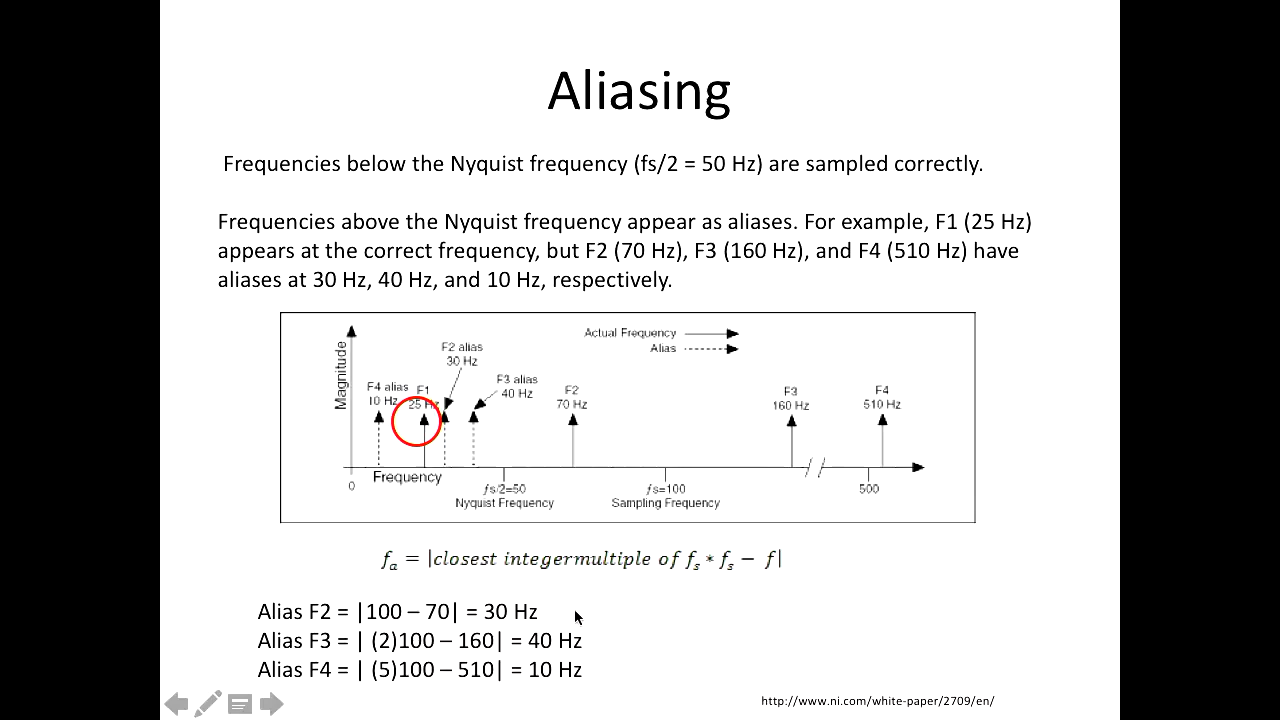 Aliasing
Frequencies below the Nyquist frequency (fs/2 = 50 Hz) are sampled correctly.
Frequencies above the Nyquist frequency appear as aliases. For example, F1 (25 Hz)
appears at the correct frequency, but F2 (70 Hz), F3 (160 Hz), and F4 (510 Hz) have
aliases at 30 Hz, 40 Hz, and 10 Hz, respectively.
Actual Frequency
Alias
Magnitude
F2 alias
30 Hz
F4 alias
10 Hz
F1
25 Hz
F3 alias
40 Hz
F2
70 Hz
F3
160 Hz
F4
510 Hz
0
Frequency
fs/2=50
Nyquist Frequency
fs=100
Sampling Frequency
500
fa = |closest integermultiple of fs * fs − f|
Alias F2 = |100 – 70| = 30 Hz
Alias F3 = | (2)100 – 160| = 40 Hz
Alias F4 = | (5)100 – 510| = 10 Hz
http://www.ni.com/white-paper/2709/en/